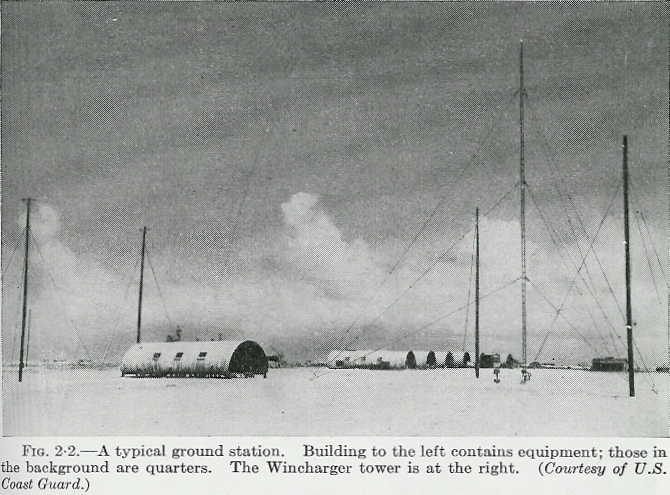 FIG. 2·2.—A typical ground station. Building to the left contains equipment; those in
the background are quarters. The Wincharger tower is at the right. (Courtesy of U.S.
Coast Guard.)